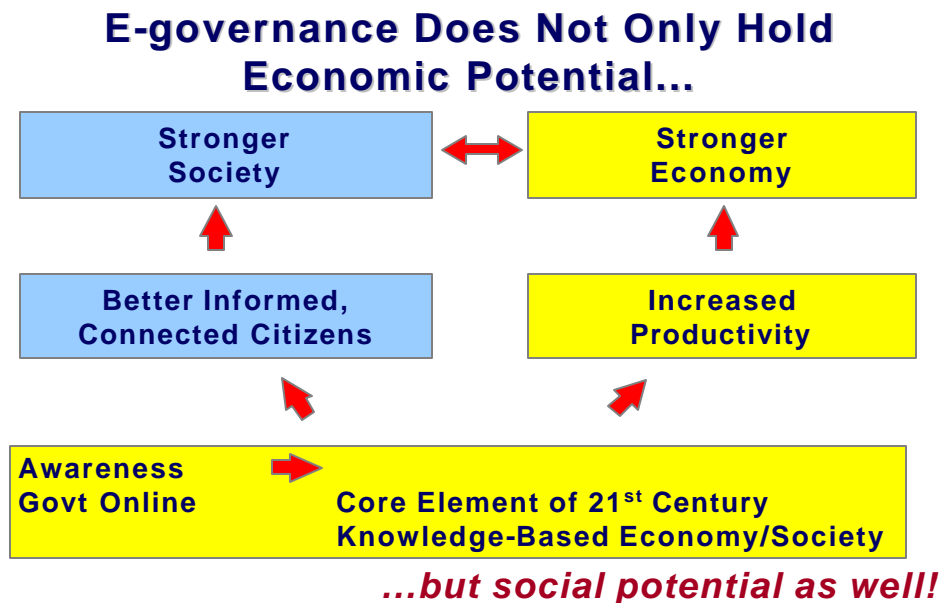 E-governance Does Not Only Hold
Economic Potential...
Stronger
Society
Stronger
Economy
Better Informed,
Connected Citizens
Increased
Productivity
Awareness
Govt Online
Core Element of 21st Century
Knowledge-Based Economy/Society
...but social potential as well!